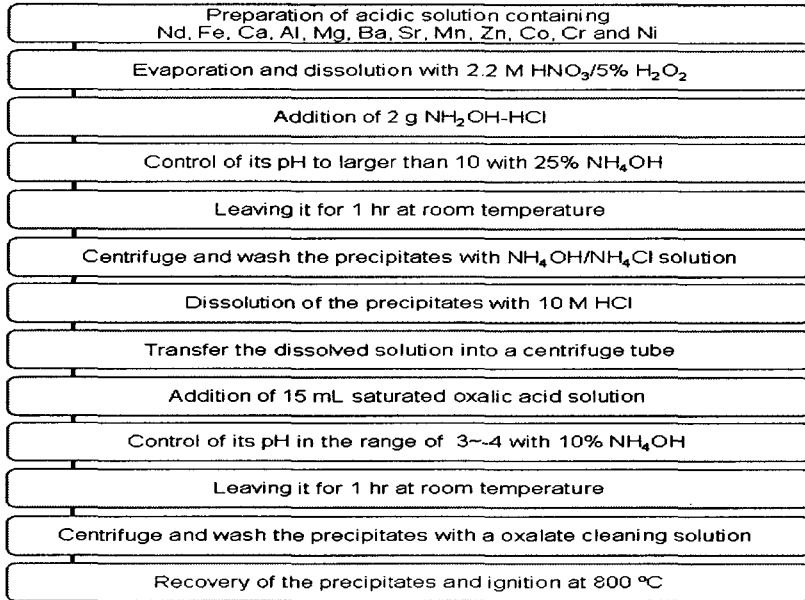 Preparation of acidic solution containing
Nd, Fe, Ca, Al, Mg, Ba, Sr, Mn, Zn, Co, Cr and Ni
Evaporation and dissolution with 2.2 M HNO₃/5% H₂O₂
Addition of 2 g NH₂OH-HCl
Control of its pH to larger than 10 with 25% NH₄OH
Leaving it for 1 hr at room temperature
Centrifuge and wash the precipitates with NH₄OH/NH₄Cl solution
Dissolution of the precipitates with 10 M HCl
Transfer the dissolved solution into a centrifuge tube
Addition of 15 mL saturated oxalic acid solution
Control of its pH in the range of 3~-4 with 10% NH₄OH
Leaving it for 1 hr at room temperature
Centrifuge and wash the precipitates with a oxalate cleaning solution
Recovery of the precipitates and ignition at 800 ºC